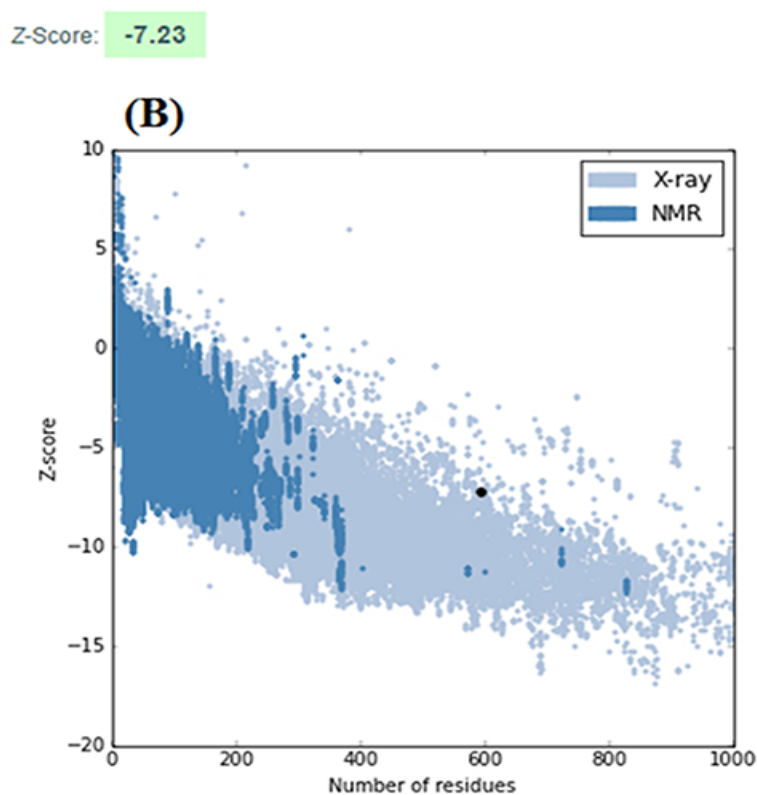 Z-Score: -7.23
(B)
10
5
0
−5
−10
−15
−20
Z-score
X-ray
NMR
0 200 400 600 800 1000
Number of residues